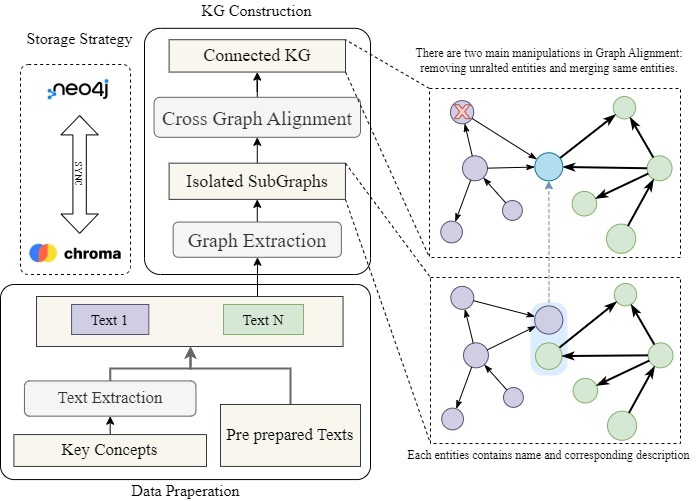 KG Construction
Storage Strategy
Connected KG
Cross Graph Alignment
Isolated SubGraphs
Graph Extraction
neo4j
SYNC
chroma
There are two main manipulations in Graph Alignment:
removing unralted entities and merging same entities.
X
Text 1
Text N
Text Extraction
Key Concepts
Pre prepared Texts
Data Praperation
Each entities contains name and corresponding description